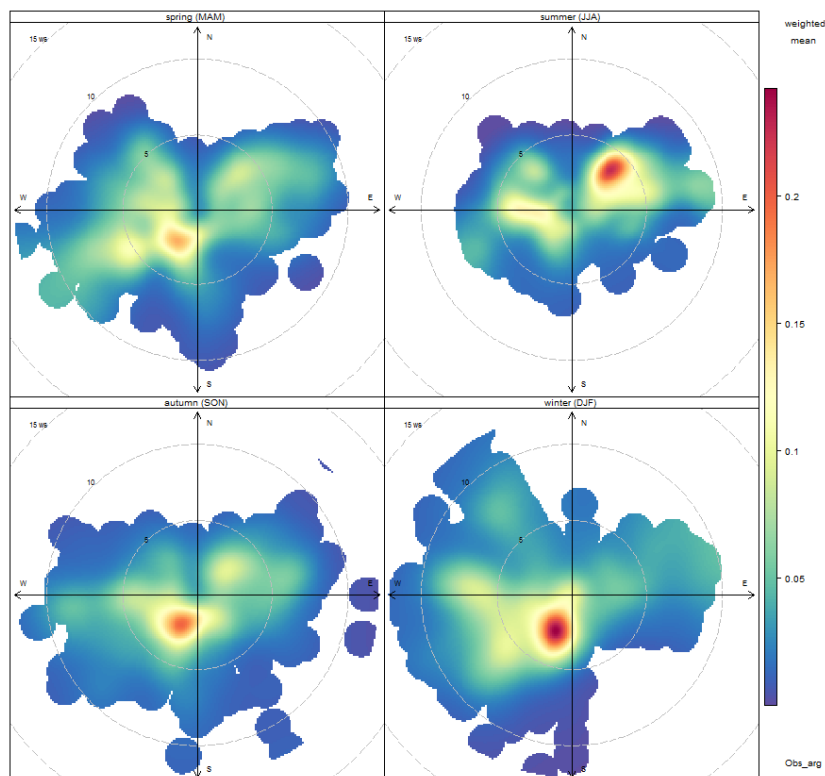 spring (MAM)
summer (JJA)
weighted
mean
15 ws
N
15 ws
N
10
10
5
5
W
E
W
E
0.2
S
S
0.15
autumn (SON)
winter (DJF)
15 ws
N
15 ws
N
0.1
10
10
5
5
W
E
W
E
0.05
S
S
Obs_arg